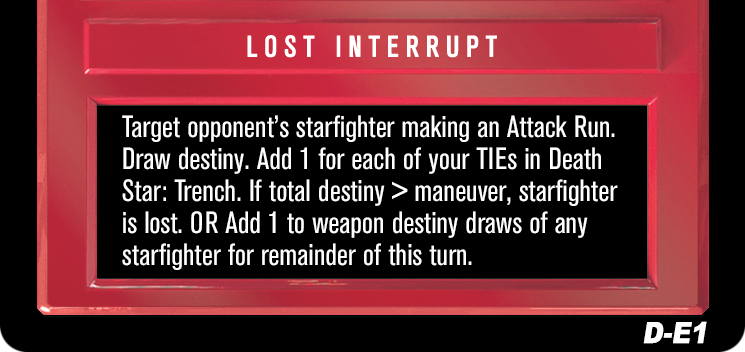 LOST INTERRUPT
Target opponent’s starfighter making an Attack Run.
Draw destiny. Add 1 for each of your TIEs in Death
Star: Trench. If total destiny > maneuver, starfighter
is lost. OR Add 1 to weapon destiny draws of any
starfighter for remainder of this turn.
D-E1